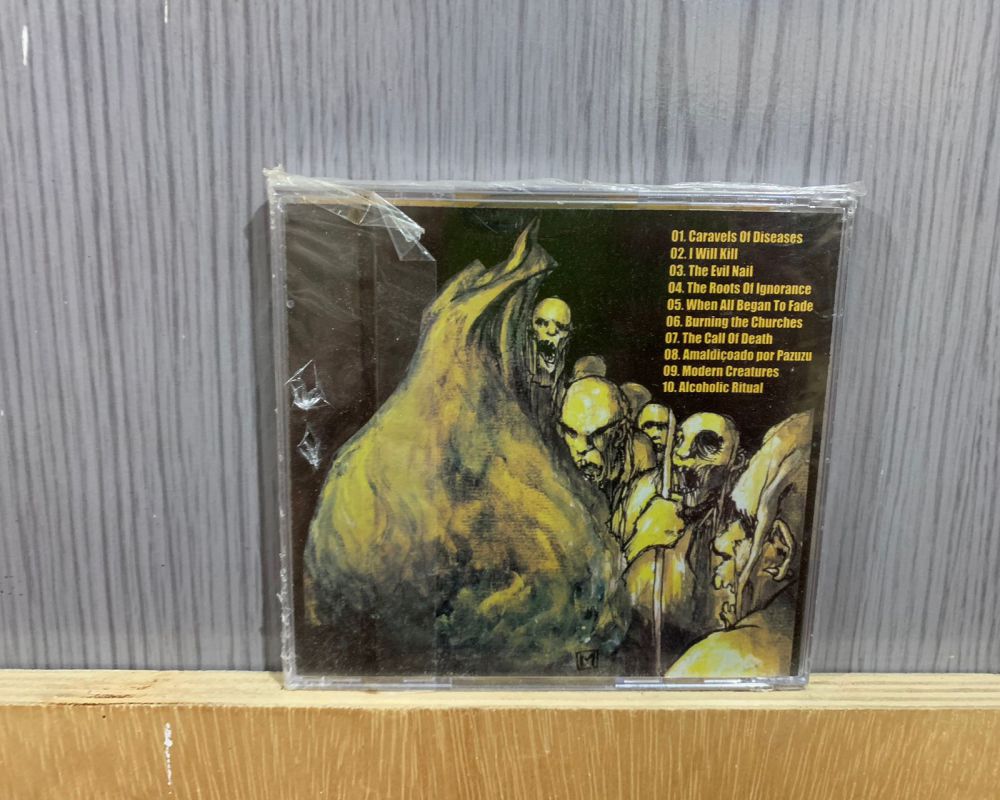 01. Caravels Of Diseases
02. I Will Kill
03. The Evil Nail
04. The Roots Of Ignorance
05. When All Began To Fade
06. Burning the Churches
07. The Call Of Death
08. Amaldiçoado por Pazuzu
09. Modern Creatures
10. Alcoholic Ritual
M